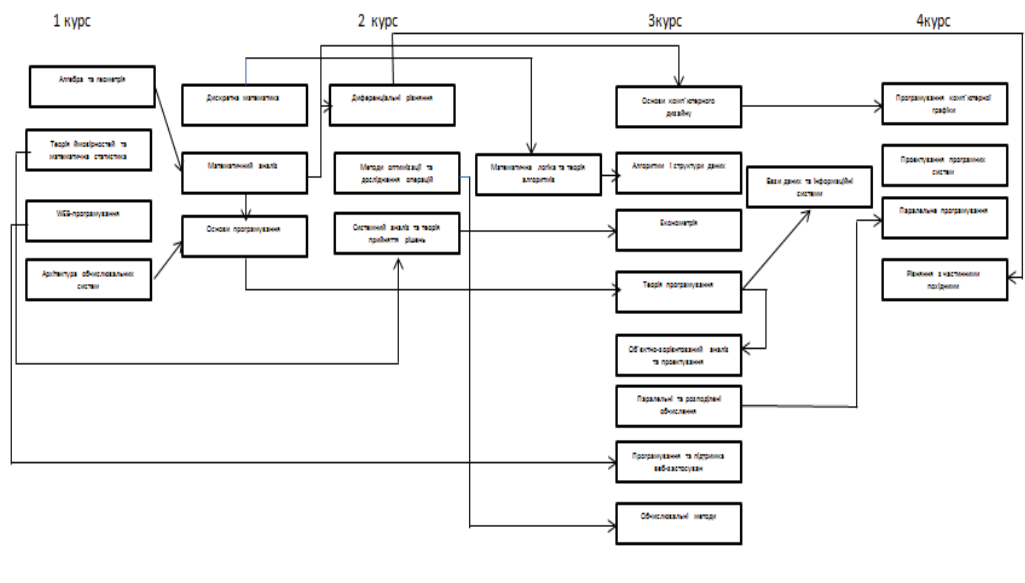 1 курс
2 курс
3курс
4курс
Алгебра та геометрія
Теорія ймовірностей та
математична статистика
WEB-програмування
Архітектура обчислювальних
систем
Дискретна математика
Математичний аналіз
Основи програмування
Диференціальні рівняння
Методи оптимізації та
дослідження операцій
Системний аналіз та теорія
прийняття рішень
Математична логіка та теорія
алгоритмів
Основи комп'ютерного
дизайну
Алгоритми і структури даних
Економетрія
Теорія програмування
Об'єктно-орієнтований аналіз
та проектування
Паралельні та розподілені
обчислення
Програмування та підтримка
веб-застосувань
Обчислювальні методи
Бази даних та інформаційні
системи
Програмування комп'ютерної
графіки
Проектування програмних
систем
Паралельне програмування
Рівняння з частинними
похідними